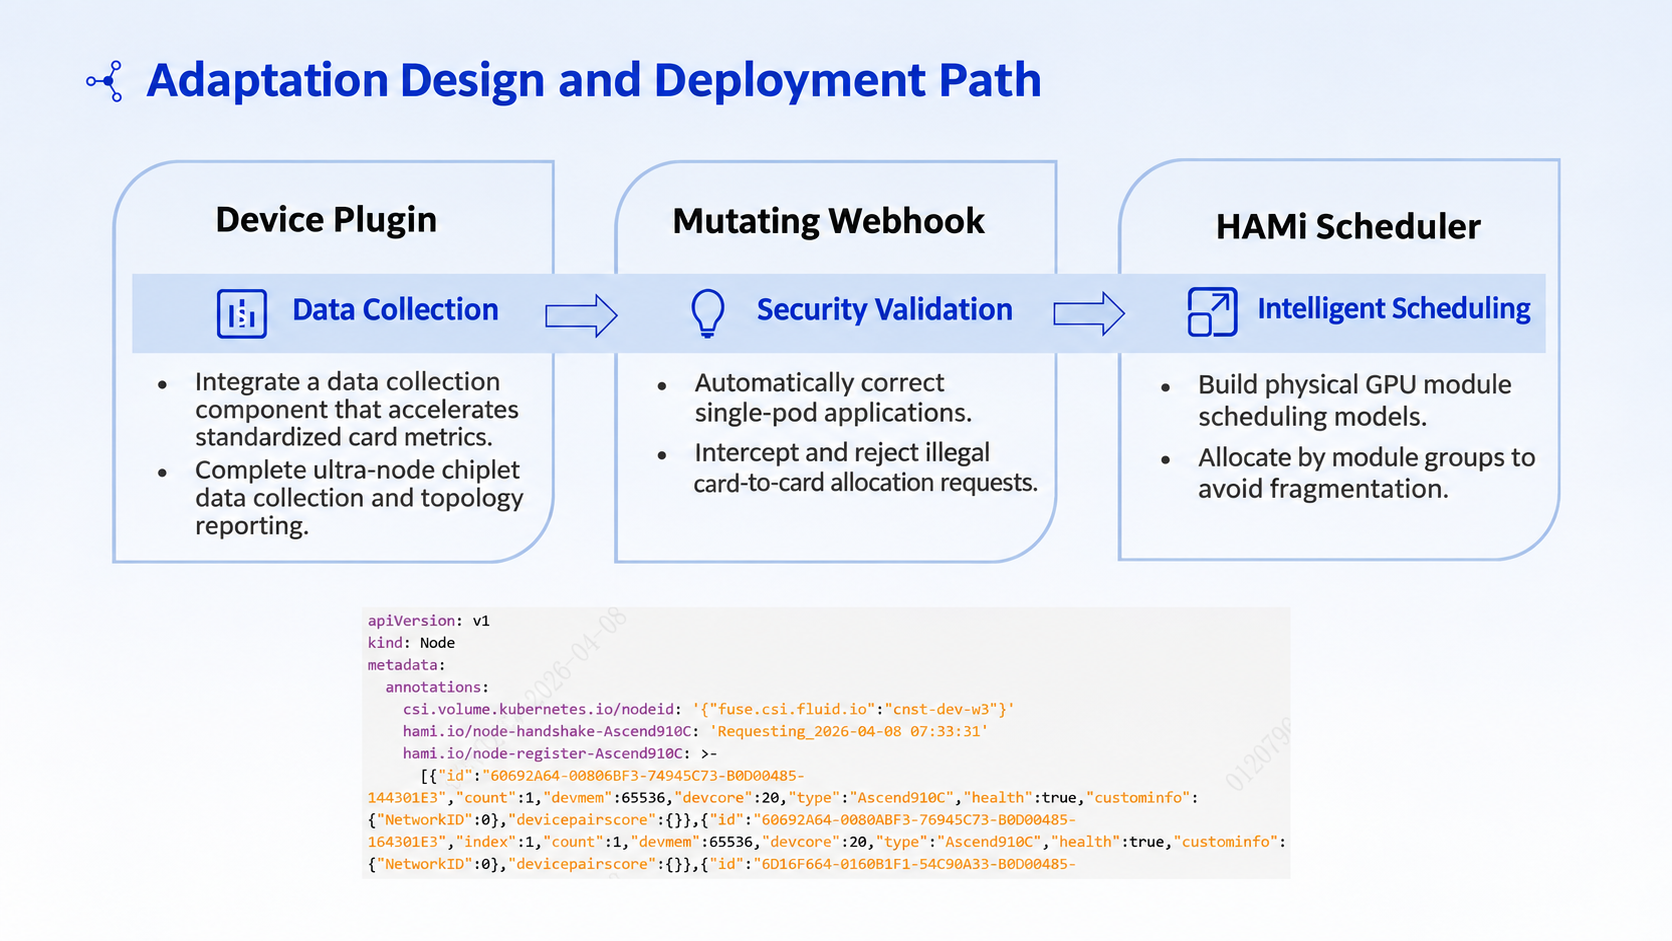 Adaptation Design and Deployment Path
Device Plugin
Data Collection
• Integrate a data collection
component that accelerates
standardized card metrics.
• Complete ultra-node chiplet
data collection and topology
reporting.
Mutating Webhook
Security Validation
• Automatically correct
single-pod applications.
• Intercept and reject illegal
card-to-card allocation requests.
HAMi Scheduler
Intelligent Scheduling
• Build physical GPU module
scheduling models.
• Allocate by module groups to
avoid fragmentation.
apiVersion: v1
kind: Node
metadata:
  annotations:
    csi.volume.kubernetes.io/nodeid: '{"fuse.csi.fluid.io":"cnst-dev-w3"}'
    hami.io/node-handshake-Ascend910C: 'Requesting_2026-04-08 07:33:31'
    hami.io/node-register-Ascend910C: >-
      [{"id":"60692A64-00806BF3-74945C73-B0D00485-
144301E3","count":1,"devmem":65536,"devcore":20,"type":"Ascend910C","health":true,"custominfo":
{"NetworkID":0},"devicepairscore":{}},{"id":"60692A64-0080ABF3-76945C73-B0D00485-
164301E3","index":1,"count":1,"devmem":65536,"devcore":20,"type":"Ascend910C","health":true,"custominfo":
{"NetworkID":0},"devicepairscore":{}},{"id":"6D16F664-0160B1F1-54C90A33-B0D00485-
2026-04-08